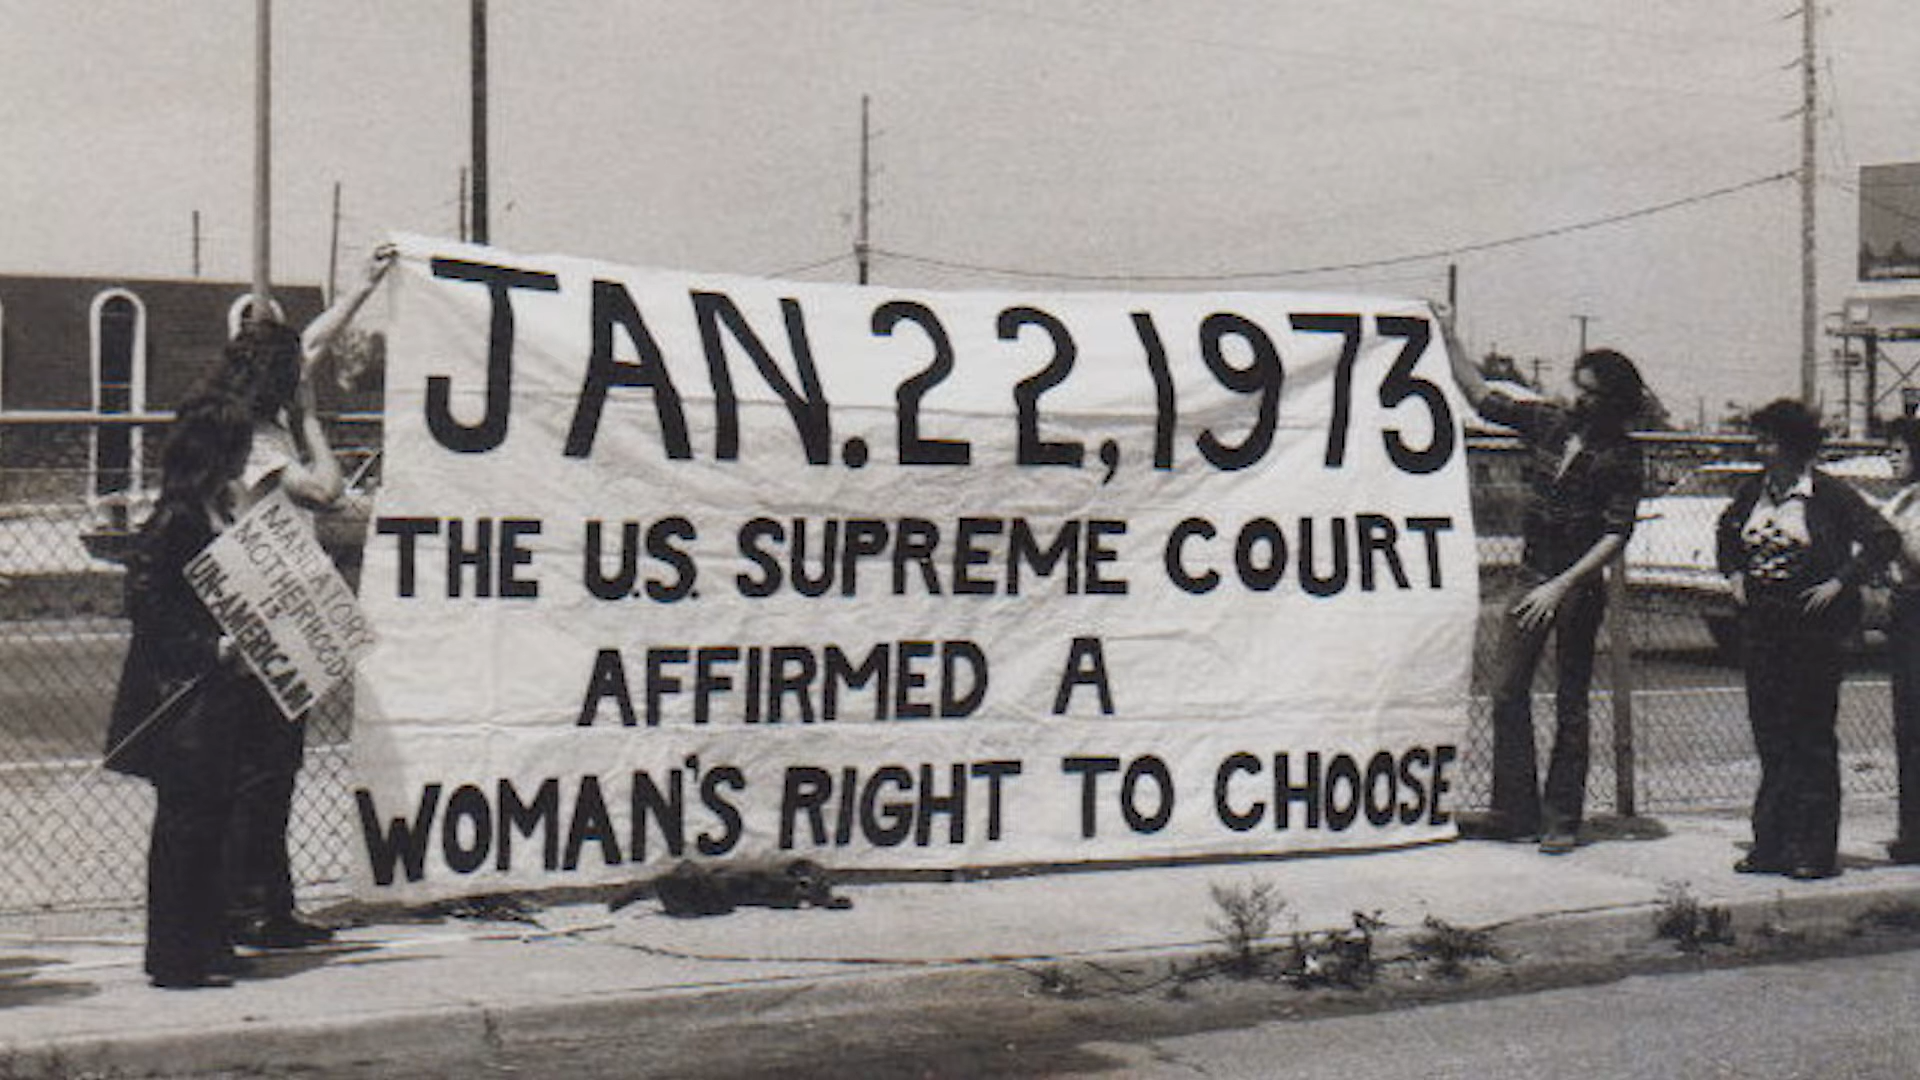 JAN. 22, 1973
THE U.S. SUPREME COURT
AFFIRMED A
WOMAN'S RIGHT TO CHOOSE
MANDATORY
MOTHERHOOD
IS
UN-AMERICAN